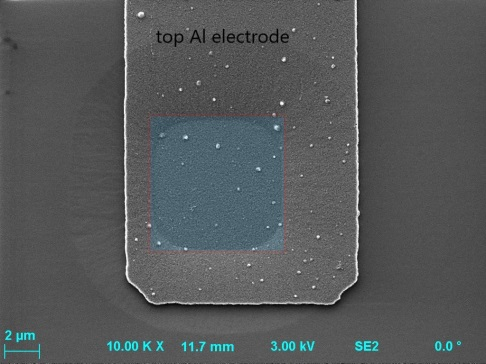 top Al electrode
2 µm
10.00 K X 11.7 mm 3.00 kV SE2 0.0 °